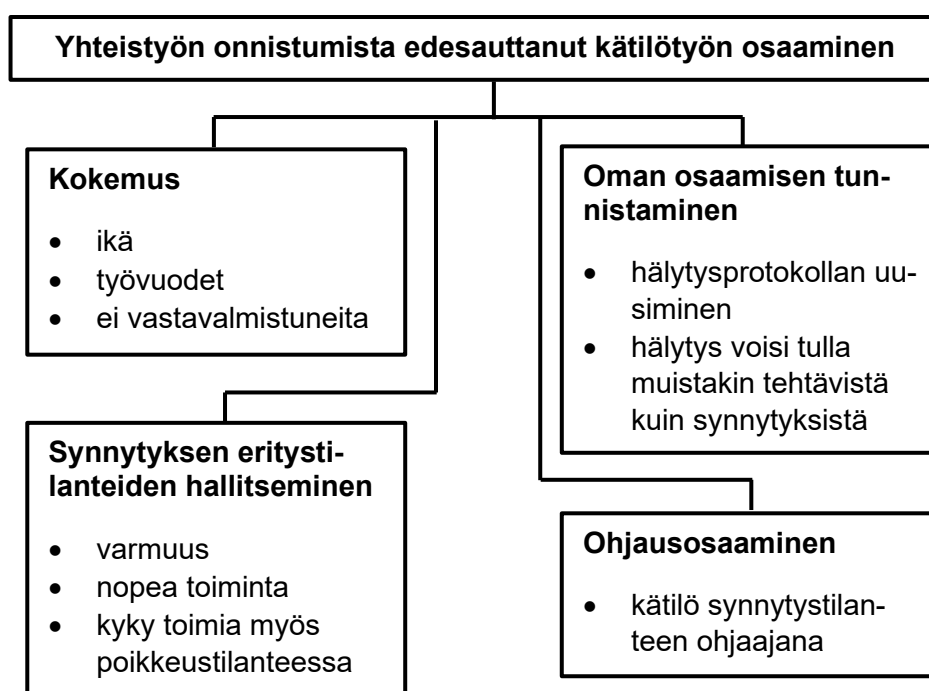 Yhteistyön onnistumista edesauttanut kätilötyön osaaminen
Kokemus
• ikä
• työvuodet
• ei vastavalmistuneita
Oman osaamisen tun-
nistaminen
• hälytysprotokollan uu-
siminen
• hälytys voisi tulla
muistakin tehtävistä
kuin synnytyksistä
Synnytyksen eritysti-
lanteiden hallitseminen
• varmuus
• nopea toiminta
• kyky toimia myös
poikkeustilanteessa
Ohjausosaaminen
• kätilö synnytystilan-
teen ohjaajana